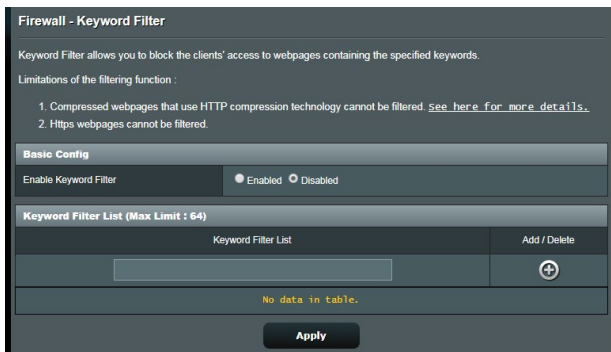 Firewall - Keyword Filter
Keyword Filter allows you to block the clients' access to webpages containing the specified keywords.
Limitations of the filtering function :
1. Compressed webpages that use HTTP compression technology cannot be filtered. See here for more details.
2. Https webpages cannot be filtered.
Basic Config
Enable Keyword Filter Enabled Disabled
Keyword Filter List (Max Limit : 64)
Keyword Filter List Add / Delete
No data in table.
Apply